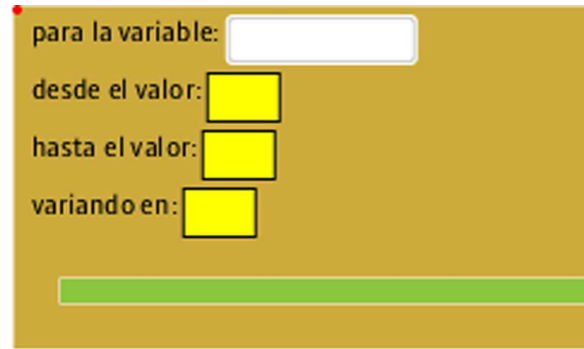 para la variable:
desde el valor:
hasta el valor:
variando en: